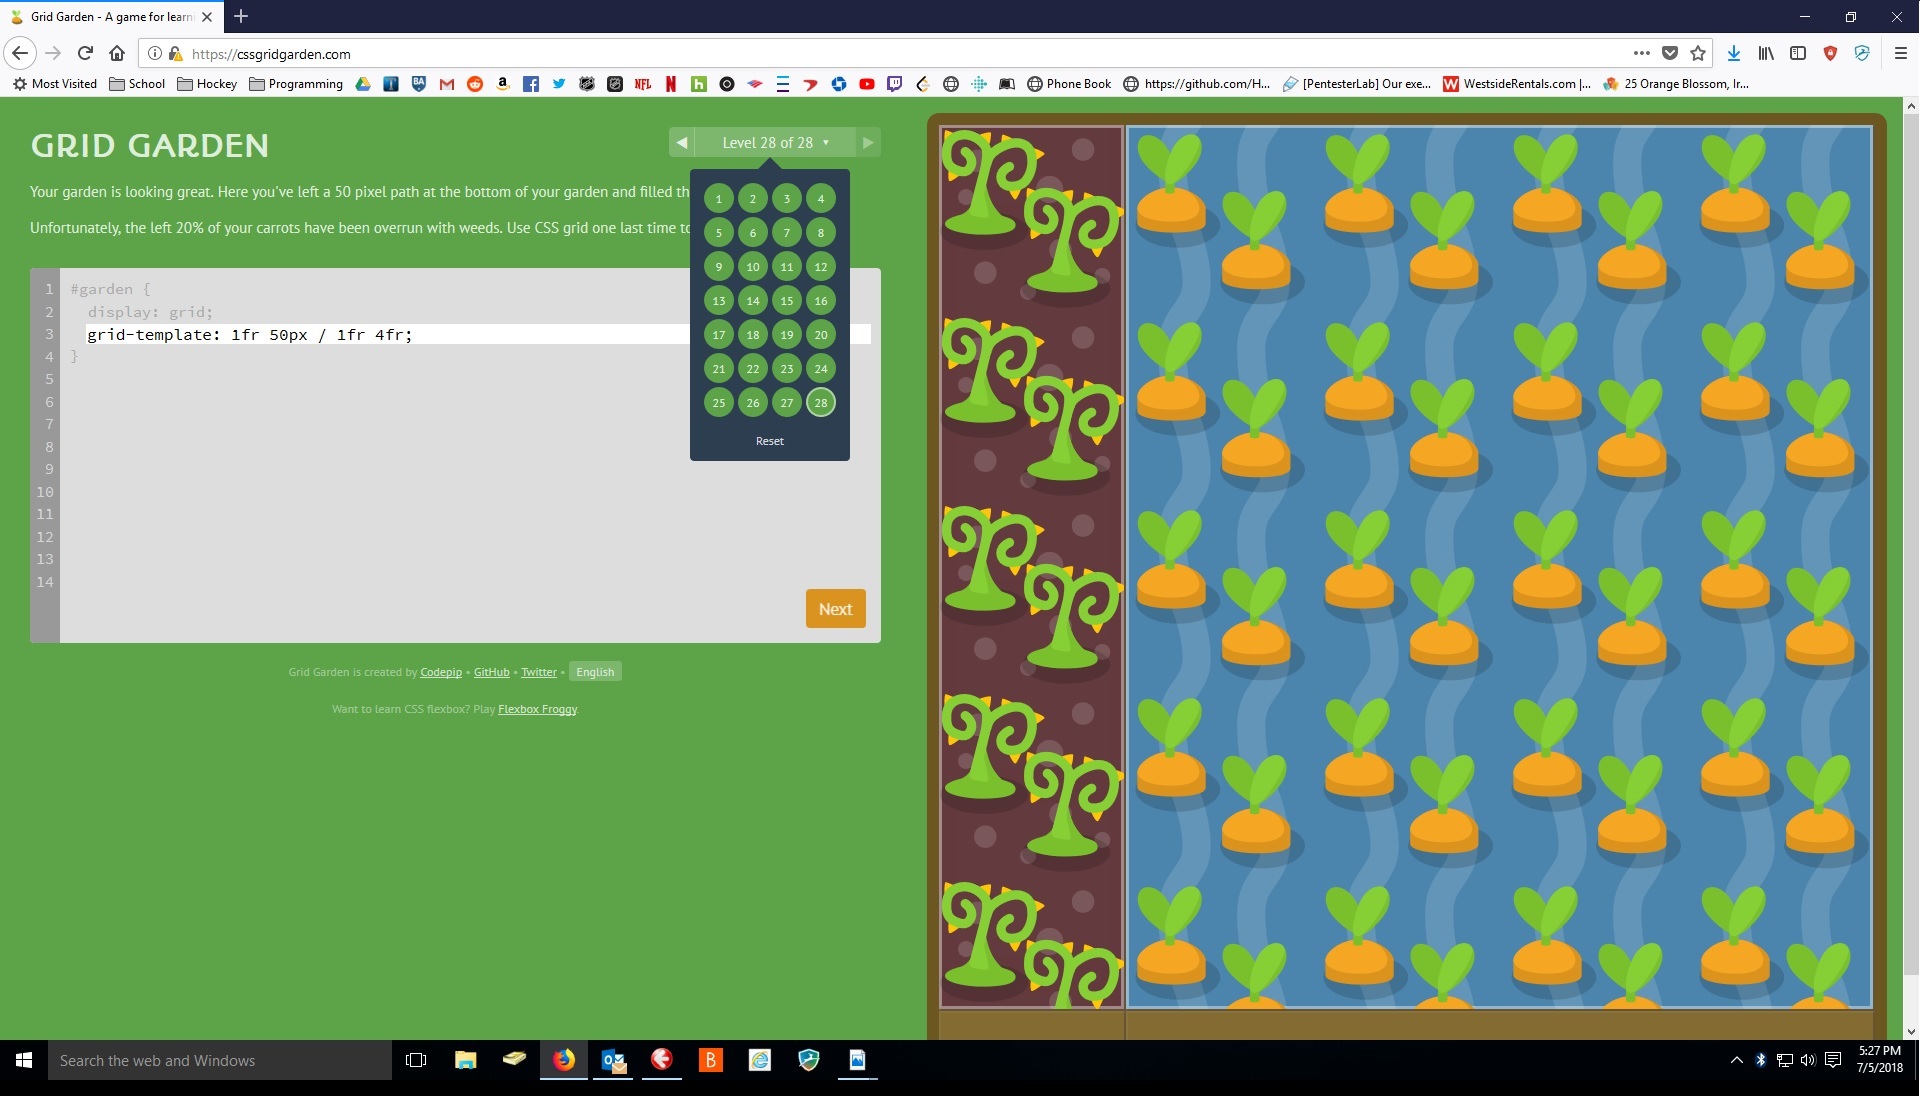 Grid Garden - A game for learni
https://cssgridgarden.com
Most Visited School Hockey Programming Phone Book https://github.com/H... [PentesterLab] Our exe... WestsideRentals.com |... 25 Orange Blossom, Ir...
GRID GARDEN
Level 28 of 28
Your garden is looking great. Here you've left a 50 pixel path at the bottom of your garden and filled th
Unfortunately, the left 20% of your carrots have been overrun with weeds. Use CSS grid one last time to
1 2 3 4
5 6 7 8
9 10 11 12
13 14 15 16
17 18 19 20
21 22 23 24
25 26 27 28
Reset
1 #garden {
2 display: grid;
3 grid-template: 1fr 50px / 1fr 4fr;
4 }
5
6
7
8
9
10
11
12
13
14
Next
Grid Garden is created by Codepip • GitHub • Twitter • English
Want to learn CSS flexbox? Play Flexbox Froggy.
Search the web and Windows
5:27 PM
7/5/2018